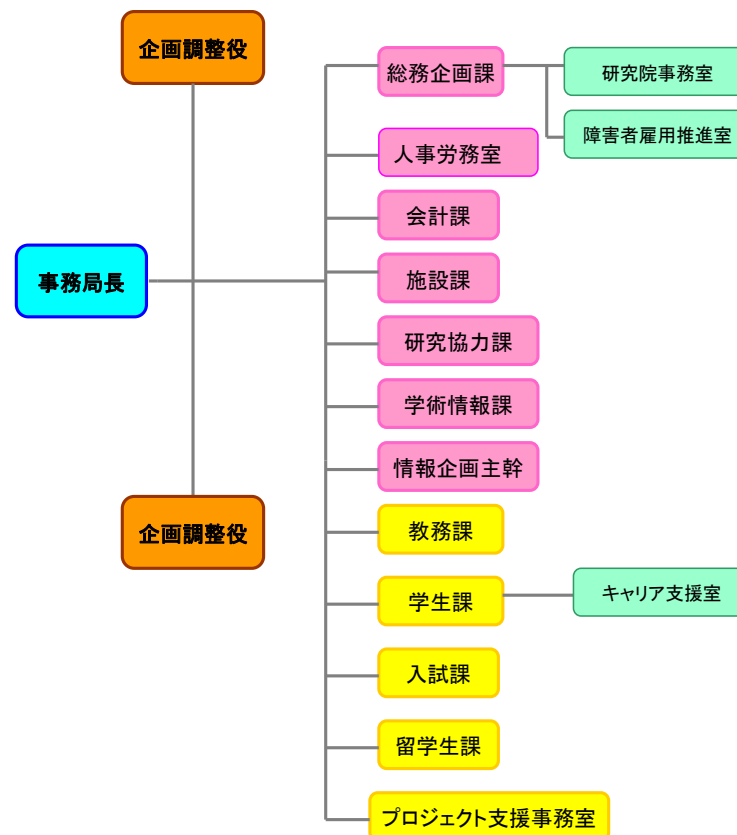 企画調整役
総務企画課
研究院事務室
障害者雇用推進室
人事労務室
会計課
事務局長
施設課
研究協力課
学術情報課
情報企画主幹
企画調整役
教務課
学生課
キャリア支援室
入試課
留学生課
プロジェクト支援事務室